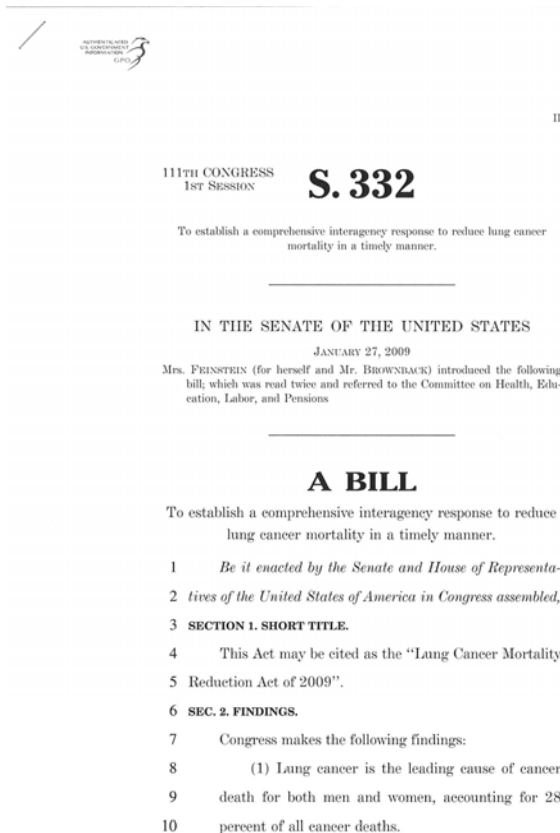 AUTHENTICATED
U.S. GOVERNMENT
INFORMATION
GPO
II
111TH CONGRESS
1ST SESSION
S. 332
To establish a comprehensive interagency response to reduce lung cancer
mortality in a timely manner.
IN THE SENATE OF THE UNITED STATES
JANUARY 27, 2009
Mrs. FEINSTEIN (for herself and Mr. BROWNBACK) introduced the following
bill; which was read twice and referred to the Committee on Health, Edu-
cation, Labor, and Pensions
A BILL
To establish a comprehensive interagency response to reduce
lung cancer mortality in a timely manner.
1 Be it enacted by the Senate and House of Representa-
2 tives of the United States of America in Congress assembled,
3 SECTION 1. SHORT TITLE.
4 This Act may be cited as the “Lung Cancer Mortality
5 Reduction Act of 2009”.
6 SEC. 2. FINDINGS.
7 Congress makes the following findings:
8 (1) Lung cancer is the leading cause of cancer
9 death for both men and women, accounting for 28
10 percent of all cancer deaths.